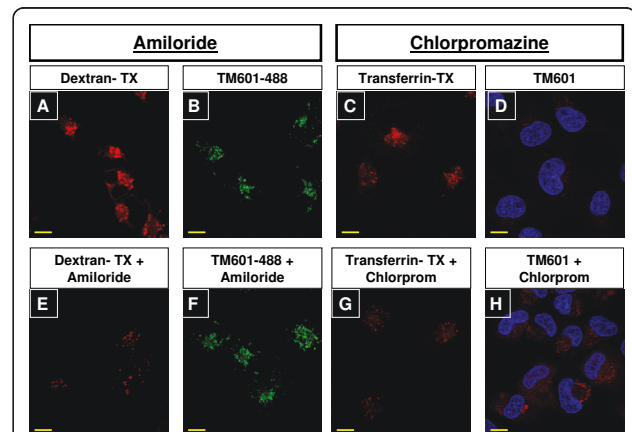 Amiloride
Chlorpromazine
Dextran- TX
TM601-488
Transferrin-TX
TM601
A
B
C
D
Dextran- TX +
Amiloride
TM601-488 +
Amiloride
Transferrin- TX +
Chlorprom
TM601 +
Chlorprom
E
F
G
H